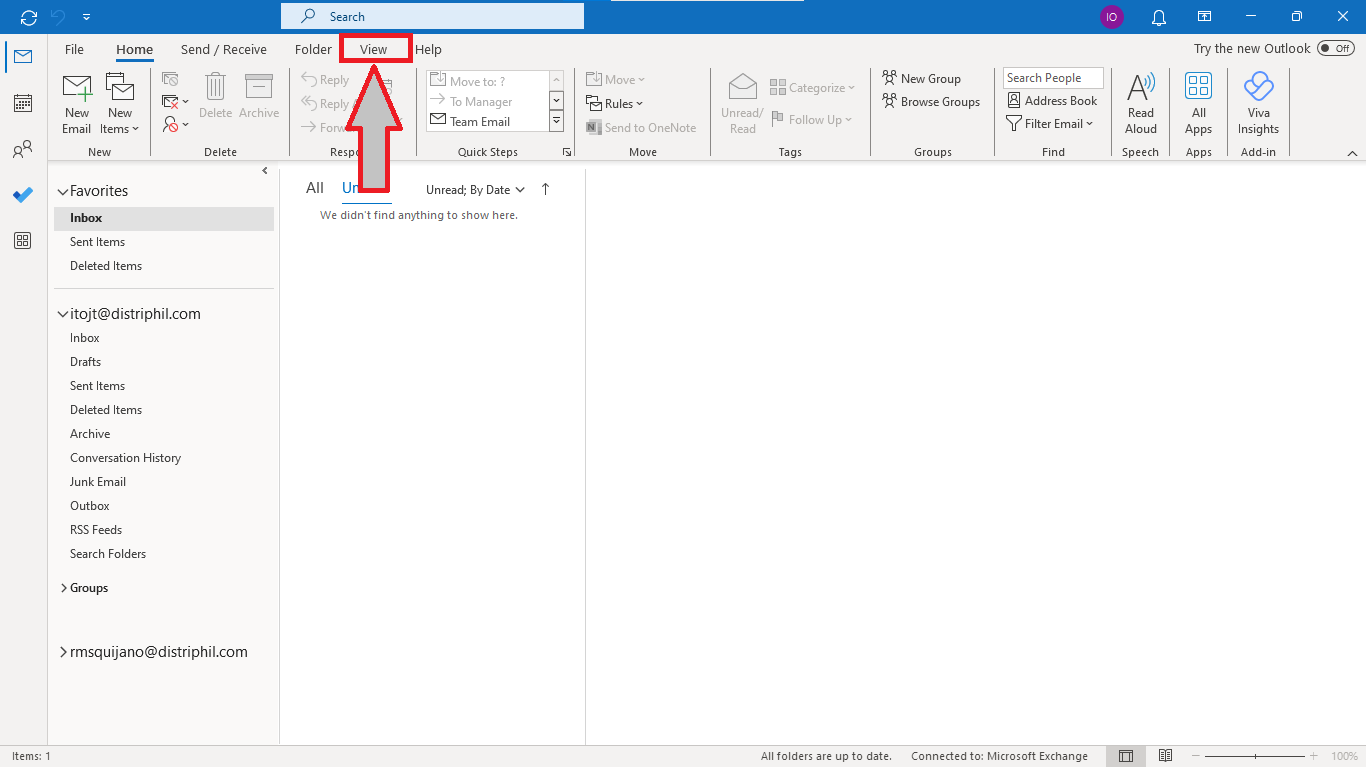 Search
IO
File Home Send / Receive Folder View Help
Try the new Outlook Off
New Email
New Items
New
Delete
Archive
Delete
Reply
Reply
Move to: ?
To Manager
Team Email
Quick Steps
Move
Rules
Send to OneNote
Move
Unread/ Read
Categorize
Follow Up
Tags
New Group
Browse Groups
Groups
Search People
Address Book
Filter Email
Find
Read Aloud
Speech
All Apps
Apps
Viva Insights
Add-in
Favorites
Inbox
Sent Items
Deleted Items
itojt@distriphil.com
Inbox
Drafts
Sent Items
Deleted Items
Archive
Conversation History
Junk Email
Outbox
RSS Feeds
Search Folders
Groups
rmsquijano@distriphil.com
All
Unread; By Date
We didn't find anything to show here.
Items: 1
All folders are up to date.
Connected to: Microsoft Exchange
100%